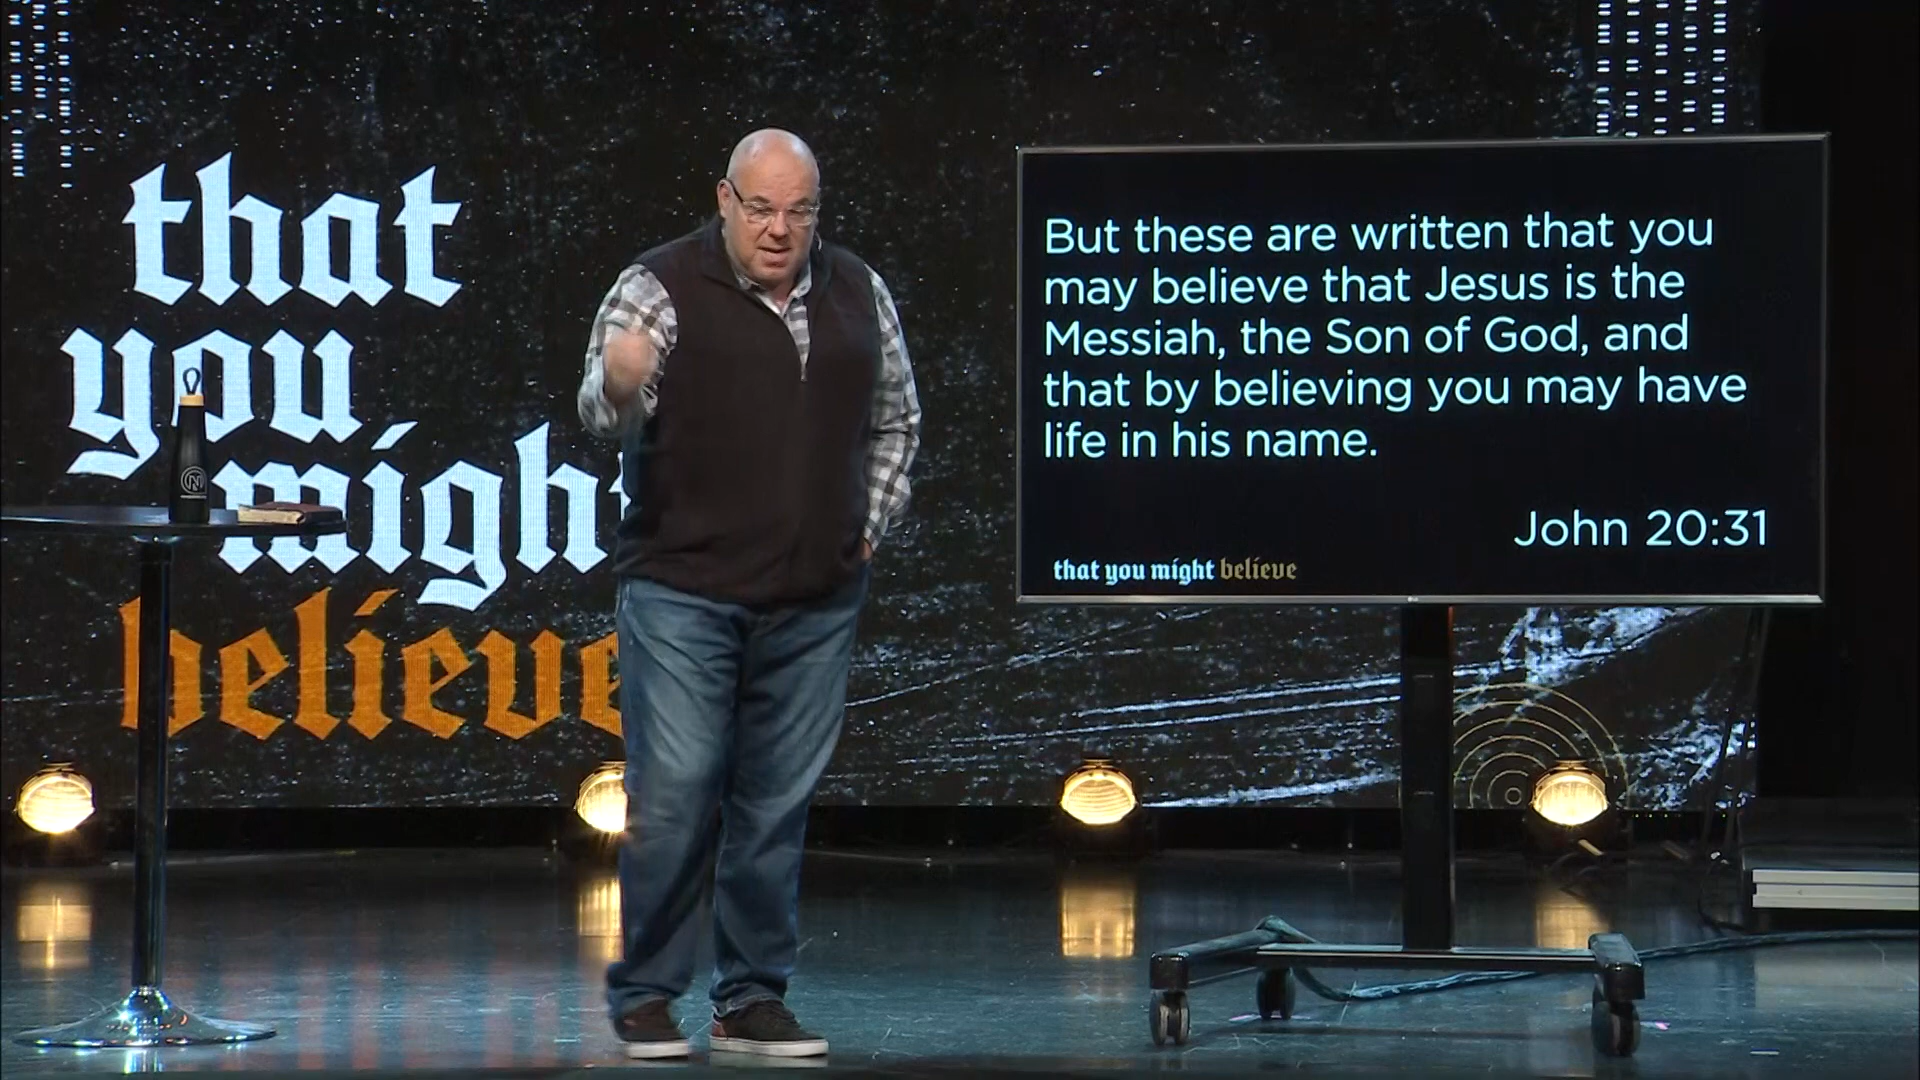 that
you
might
believe
But these are written that you
may believe that Jesus is the
Messiah, the Son of God, and
that by believing you may have
life in his name.
John 20:31
that you might believe